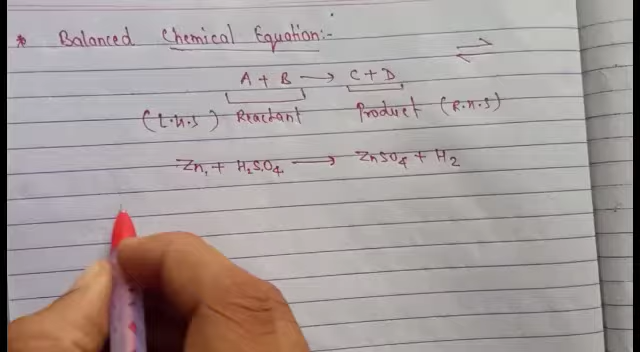 * Balanced Chemical Equation:-
⇌
A + B → C + D
(L.H.S) Reactant Product (R.H.S)
Zn + H2SO4 → ZnSO4 + H2